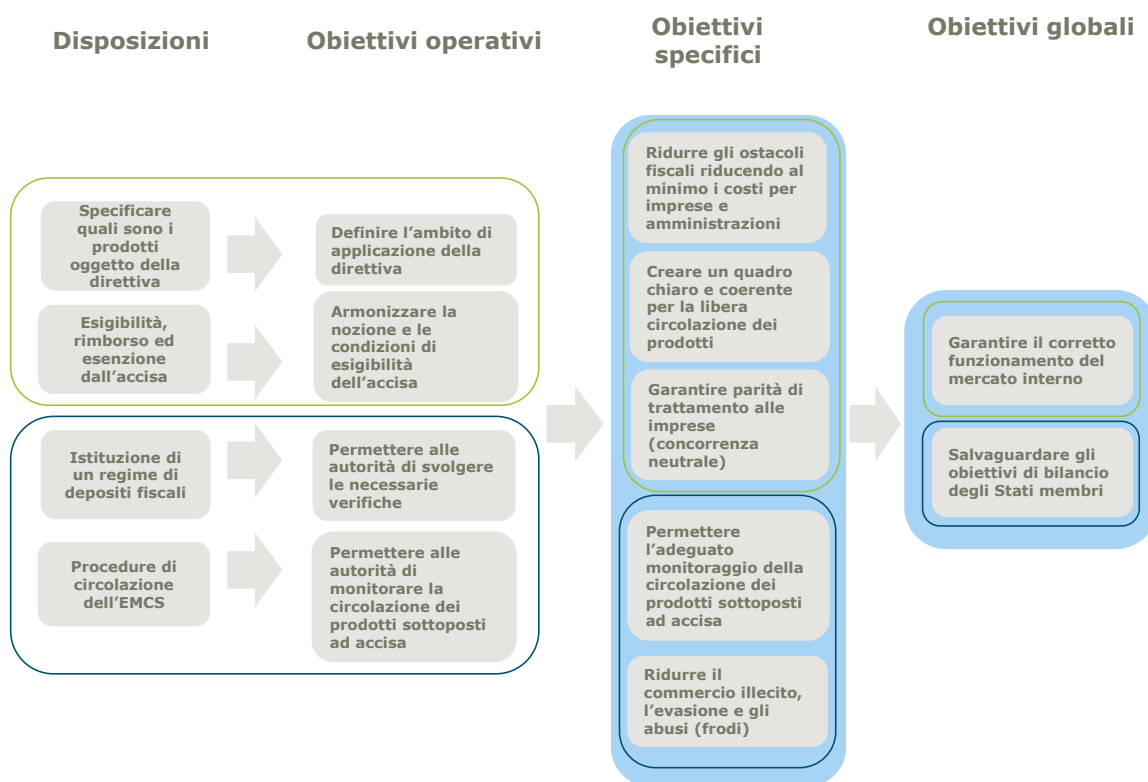 Disposizioni
Obiettivi operativi
Obiettivi
specifici
Obiettivi globali
Specificare
quali sono i
prodotti
oggetto della
direttiva
Definire l'ambito di
applicazione della
direttiva
Esigibilità,
rimborso ed
esenzione
dall'accisa
Armonizzare la
nozione e le
condizioni di
esigibilità
dell'accisa
Istituzione di
un regime di
depositi fiscali
Permettere alle
autorità di svolgere
le necessarie
verifiche
Procedure di
circolazione
dell'EMCS
Permettere alle
autorità di
monitorare la
circolazione dei
prodotti sottoposti
ad accisa
Ridurre gli ostacoli
fiscali riducendo al
minimo i costi per
imprese e
amministrazioni
Creare un quadro
chiaro e coerente
per la libera
circolazione dei
prodotti
Garantire parità di
trattamento alle
imprese
(concorrenza
neutrale)
Permettere
l'adeguato
monitoraggio della
circolazione dei
prodotti sottoposti
ad accisa
Ridurre il
commercio illecito,
l'evasione e gli
abusi (frodi)
Garantire il corretto
funzionamento del
mercato interno
Salvaguardare gli
obiettivi di bilancio
degli Stati membri